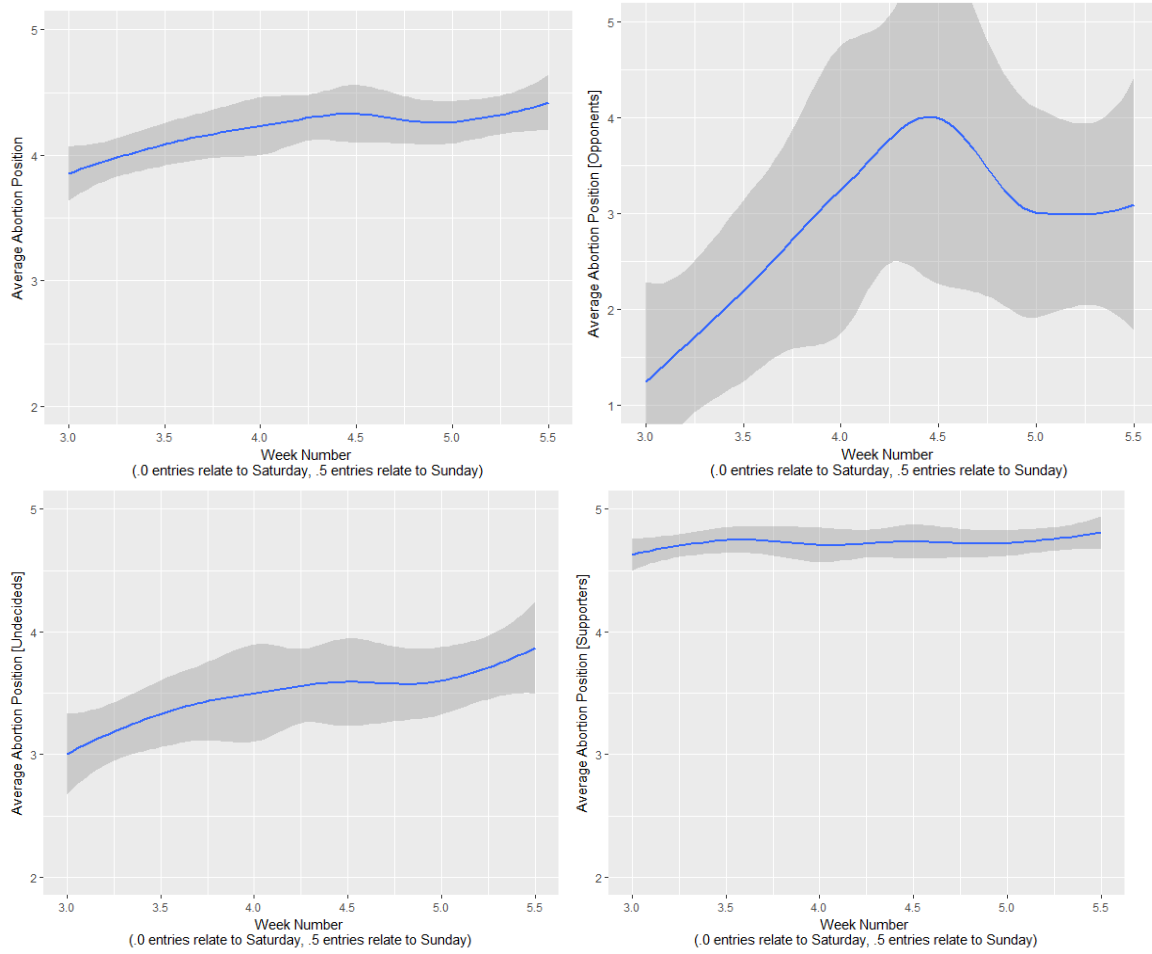 Average Abortion Position
5
4
3
2
3.0 3.5 4.0 4.5 5.0 5.5
Week Number
(.0 entries relate to Saturday, .5 entries relate to Sunday)
Average Abortion Position [Opponents]
5
4
3
2
1
3.0 3.5 4.0 4.5 5.0 5.5
Week Number
(.0 entries relate to Saturday, .5 entries relate to Sunday)
Average Abortion Position [Undecideds]
5
4
3
2
3.0 3.5 4.0 4.5 5.0 5.5
Week Number
(.0 entries relate to Saturday, .5 entries relate to Sunday)
Average Abortion Position [Supporters]
5
4
3
2
3.0 3.5 4.0 4.5 5.0 5.5
Week Number
(.0 entries relate to Saturday, .5 entries relate to Sunday)